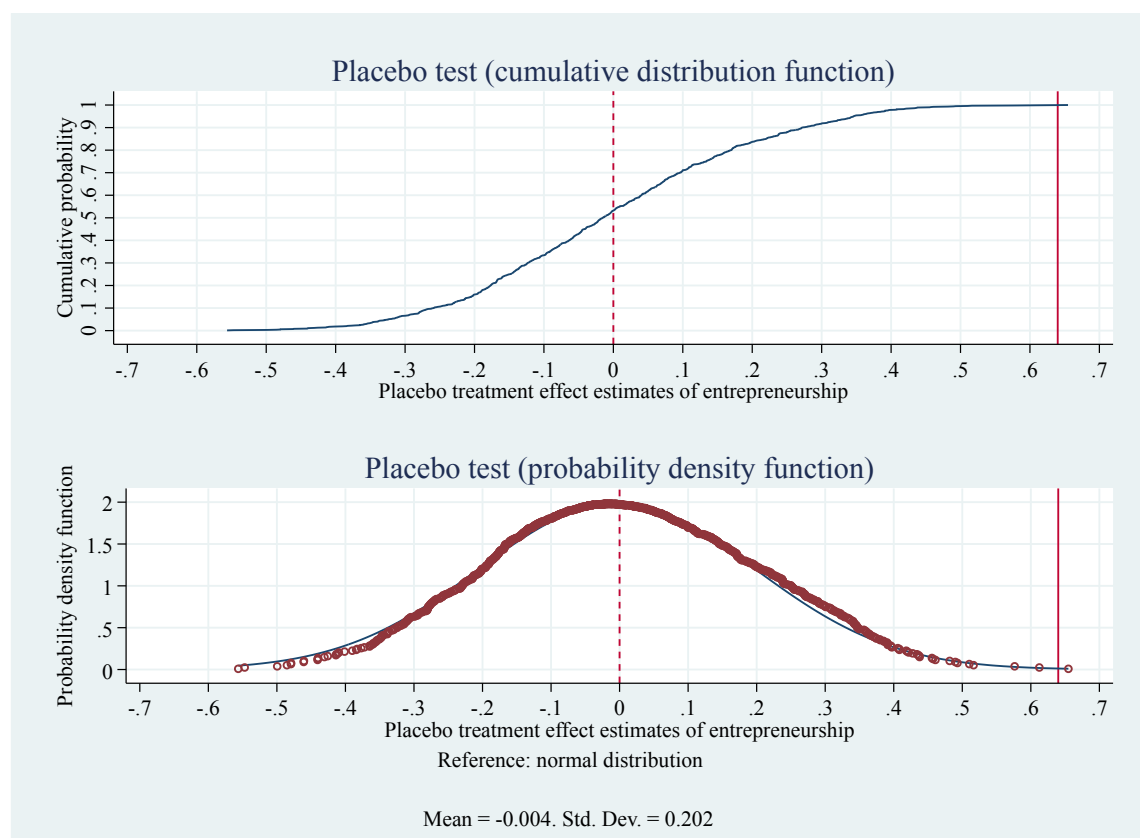 Placebo test (cumulative distribution function)
Cumulative probability
0 .1 .2 .3 .4 .5 .6 .7 .8 .9 1
-.7 -.6 -.5 -.4 -.3 -.2 -.1 0 .1 .2 .3 .4 .5 .6 .7
Placebo treatment effect estimates of entrepreneurship
Placebo test (probability density function)
Probability density function
2
1.5
1
.5
0
-.7 -.6 -.5 -.4 -.3 -.2 -.1 0 .1 .2 .3 .4 .5 .6 .7
Placebo treatment effect estimates of entrepreneurship
Reference: normal distribution
Mean = -0.004. Std. Dev. = 0.202